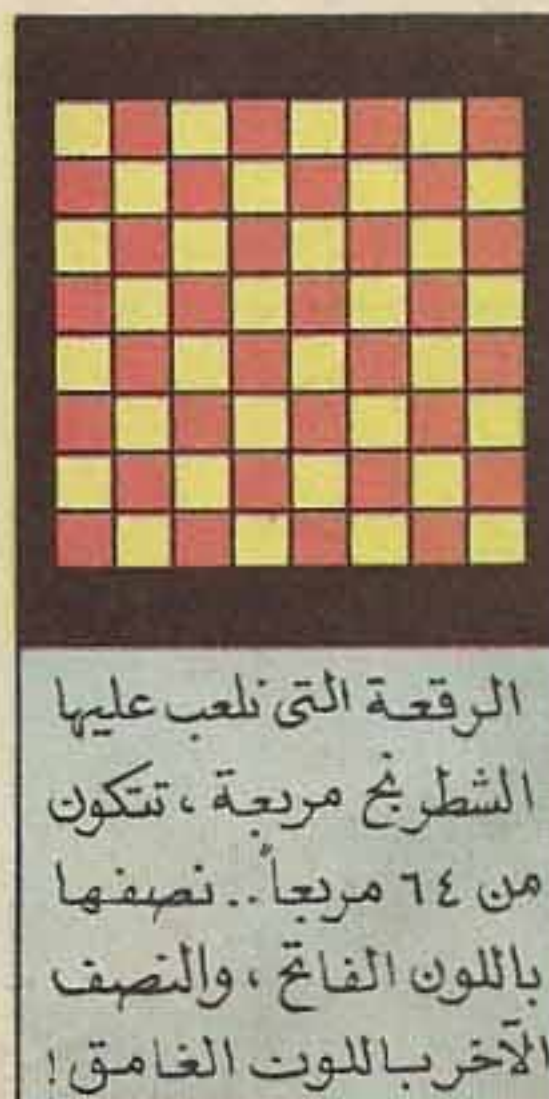 الرقعة التى نلعب عليها
الشطرنج مربعة ، تتكون
من ٦٤ مربعاً .. نصفها
باللون الفاتح ، والنصف
الآخر باللون الغامق !